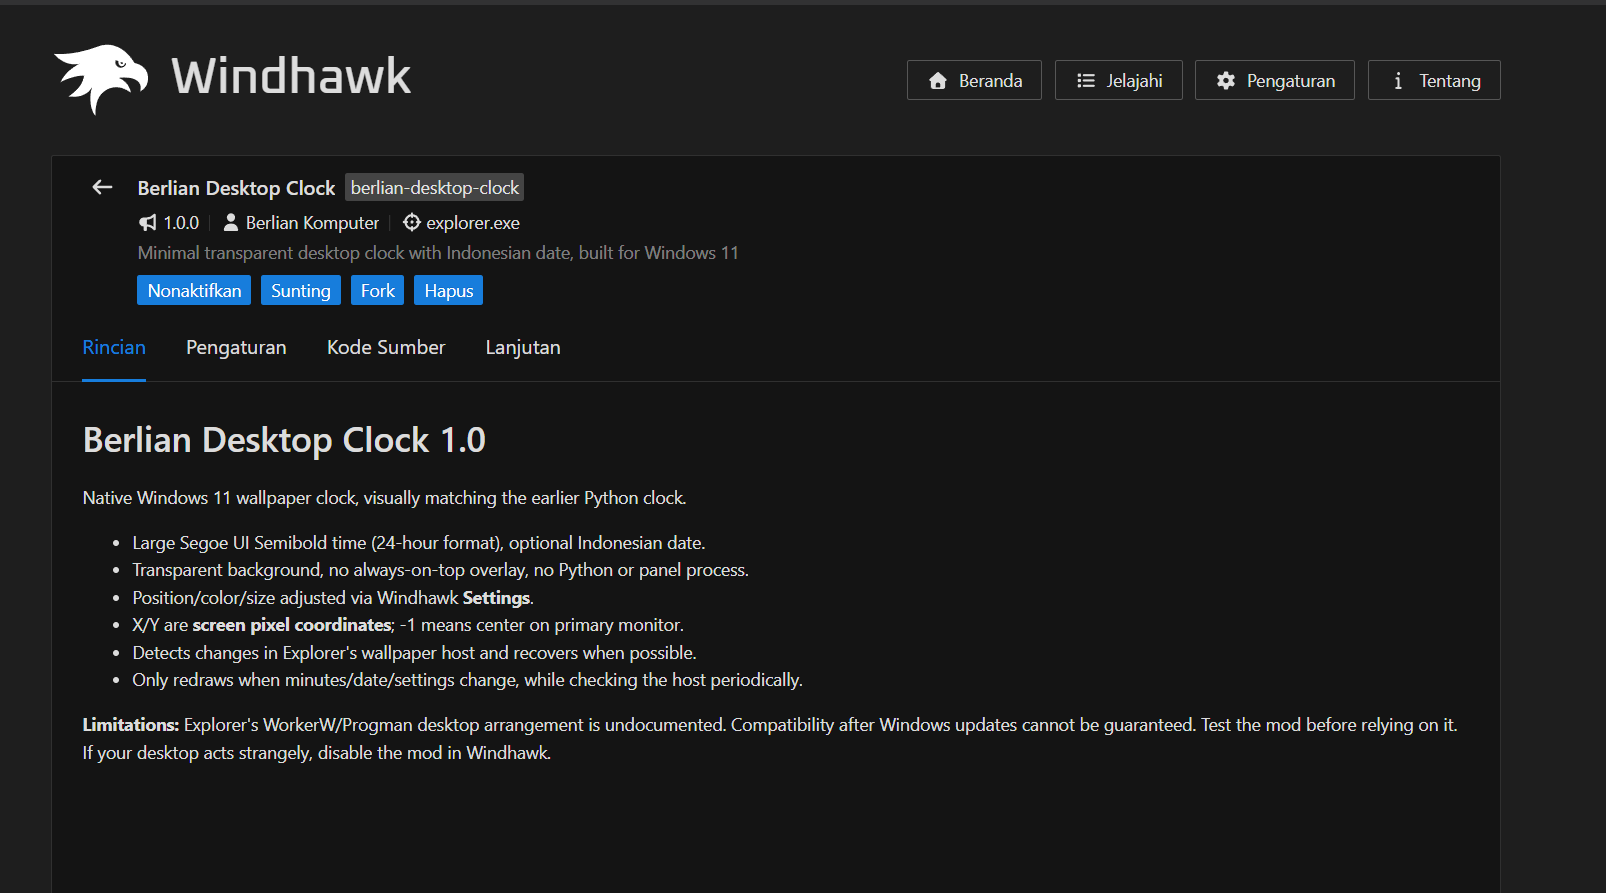 Windhawk
Beranda
Jelajahi
Pengaturan
Tentang
Berlian Desktop Clock berlian-desktop-clock
1.0.0 Berlian Komputer explorer.exe
Minimal transparent desktop clock with Indonesian date, built for Windows 11
Nonaktifkan Sunting Fork Hapus
Rincian Pengaturan Kode Sumber Lanjutan
Berlian Desktop Clock 1.0
Native Windows 11 wallpaper clock, visually matching the earlier Python clock.
• Large Segoe UI Semibold time (24-hour format), optional Indonesian date.
• Transparent background, no always-on-top overlay, no Python or panel process.
• Position/color/size adjusted via Windhawk Settings.
• X/Y are screen pixel coordinates; -1 means center on primary monitor.
• Detects changes in Explorer's wallpaper host and recovers when possible.
• Only redraws when minutes/date/settings change, while checking the host periodically.
Limitations: Explorer's WorkerW/Progman desktop arrangement is undocumented. Compatibility after Windows updates cannot be guaranteed. Test the mod before relying on it.
If your desktop acts strangely, disable the mod in Windhawk.